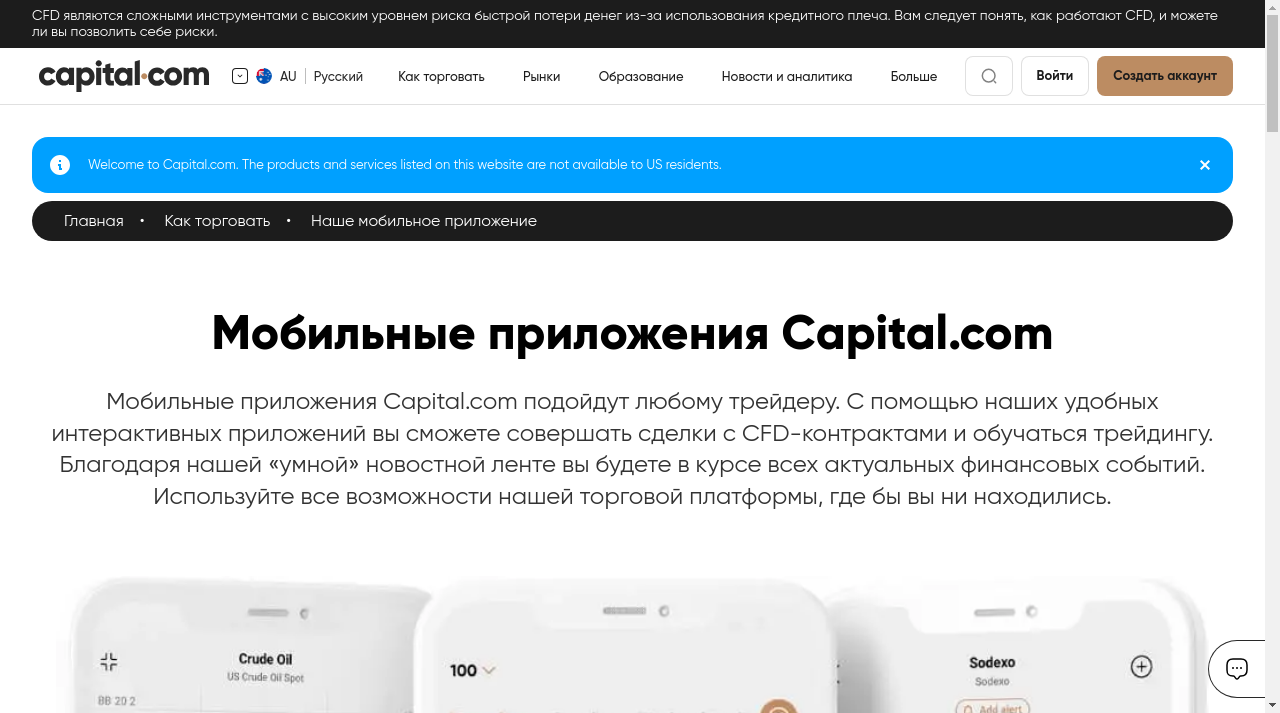 CFD являются сложными инструментами с высоким уровнем риска быстрой потери денег из-за использования кредитного плеча. Вам следует понять, как работают CFD, и можете
ли вы позволить себе риски.
capital.com AU Русский Как торговать Рынки Образование Новости и аналитика Больше Войти Создать аккаунт
Welcome to Capital.com. The products and services listed on this website are not available to US residents.
Главная • Как торговать • Наше мобильное приложение
Мобильные приложения Capital.com
Мобильные приложения Capital.com подойдут любому трейдеру. С помощью наших удобных
интерактивных приложений вы сможете совершать сделки с CFD-контрактами и обучаться трейдингу.
Благодаря нашей «умной» новостной ленте вы будете в курсе всех актуальных финансовых событий.
Используйте все возможности нашей торговой платформы, где бы вы ни находились.
Crude Oil
US Crude Oil Spot
BB 20 2
100
Sodexo
Sodexo
Add alert